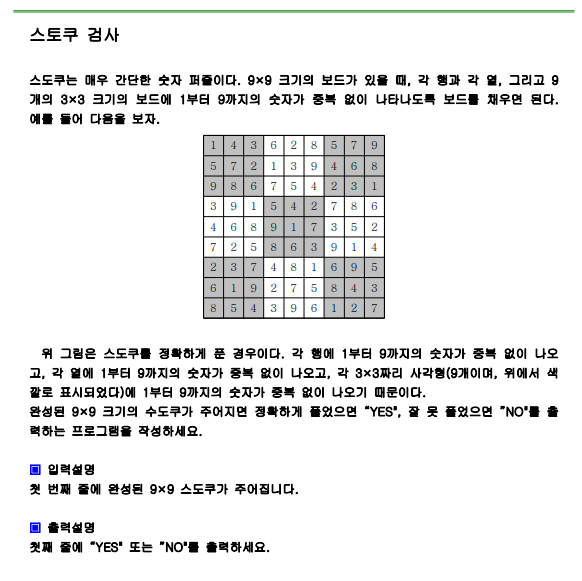 스토쿠 검사
스도쿠는 매우 간단한 숫자 퍼즐이다. 9×9 크기의 보드가 있을 때, 각 행과 각 열, 그리고 9
개의 3×3 크기의 보드에 1부터 9까지의 숫자가 중복 없이 나타나도록 보드를 채우면 된다.
예를 들어 다음을 보자.
1 4 3 6 2 8 5 7 9
5 7 2 1 3 9 4 6 8
9 8 6 7 5 4 2 3 1
3 9 1 5 4 2 7 8 6
4 6 8 9 1 7 3 5 2
7 2 5 8 6 3 9 1 4
2 3 7 4 8 1 6 9 5
6 1 9 2 7 5 8 4 3
8 5 4 3 9 6 1 2 7
위 그림은 스도쿠를 정확하게 푼 경우이다. 각 행에 1부터 9까지의 숫자가 중복 없이 나오
고, 각 열에 1부터 9까지의 숫자가 중복 없이 나오고, 각 3×3짜리 사각형(9개이며, 위에서 색
깔로 표시되었다)에 1부터 9까지의 숫자가 중복 없이 나오기 때문이다.
완성된 9×9 크기의 수도쿠가 주어지면 정확하게 풀었으면 “YES", 잘 못 풀었으면 ”NO"를 출
력하는 프로그램을 작성하세요.
▣ 입력설명
첫 번째 줄에 완성된 9×9 스도쿠가 주어집니다.
▣ 출력설명
첫째 줄에 “YES" 또는 ”NO"를 출력하세요.